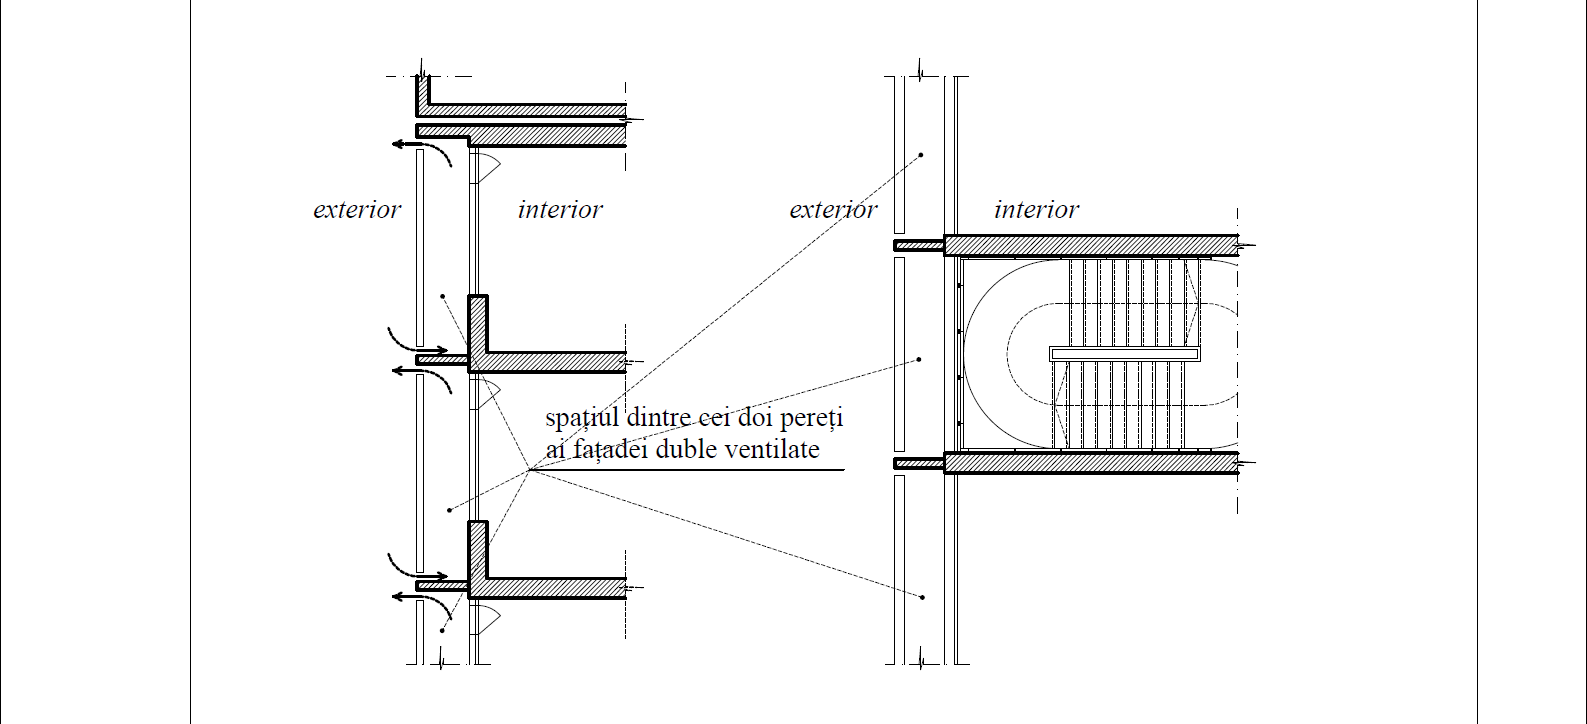 exterior
interior
exterior
interior
spațiul dintre cei doi pereți
ai fațadei duble ventilate